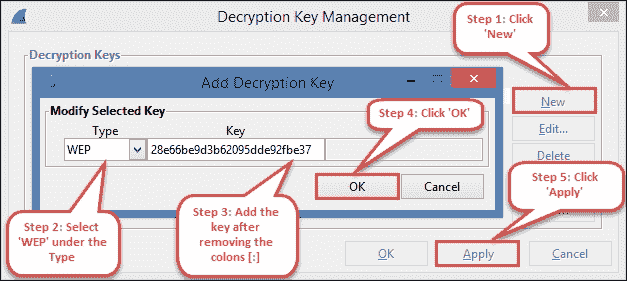 Decryption Key Management
Step 1: Click
'New'
Decryption Keys
Add Decryption Key
New
Modify Selected Key
Type
Key
Step 4: Click 'OK'
WEP
28e66be9d3b62095dde92fbe37
Edit...
Delete
OK
Cancel
Step 5: Click
'Apply'
Step 2: Select
'WEP' under the
Type
Step 3: Add the
key after
removing the
colons [:]
OK
Apply
Cancel